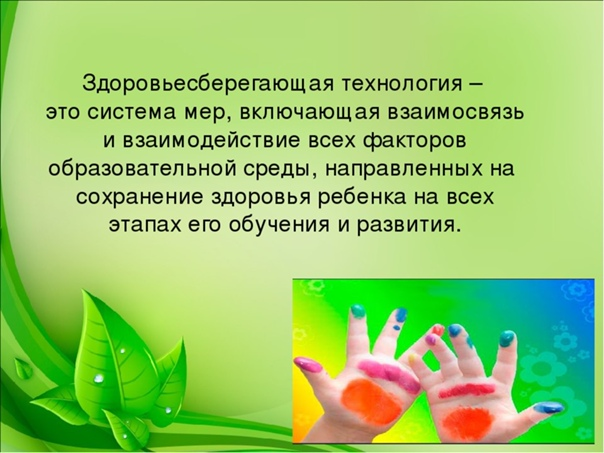 Здоровьесберегающая технология –
это система мер, включающая взаимосвязь
и взаимодействие всех факторов
образовательной среды, направленных на
сохранение здоровья ребенка на всех
этапах его обучения и развития.